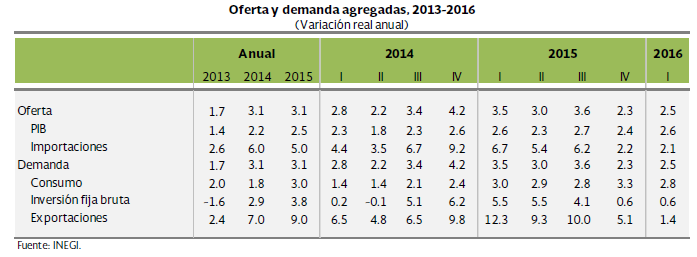 Oferta y demanda agregadas, 2013-2016
(Variación real anual)
Anual 2014 2015 2016
2013 2014 2015 I II III IV I II III IV I
Oferta 1.7 3.1 3.1 2.8 2.2 3.4 4.2 3.5 3.0 3.6 2.3 2.5
PIB 1.4 2.2 2.5 2.3 1.8 2.3 2.6 2.6 2.3 2.7 2.4 2.6
Importaciones 2.6 6.0 5.0 4.4 3.5 6.7 9.2 6.7 5.4 6.2 2.2 2.1
Demanda 1.7 3.1 3.1 2.8 2.2 3.4 4.2 3.5 3.0 3.6 2.3 2.5
Consumo 2.0 1.8 3.0 1.4 1.4 2.1 2.4 3.0 2.9 2.8 3.3 2.8
Inversión fija bruta -1.6 2.9 3.8 0.2 -0.1 5.1 6.2 5.5 5.5 4.1 0.6 0.6
Exportaciones 2.4 7.0 9.0 6.5 4.8 6.5 9.8 12.3 9.3 10.0 5.1 1.4
Fuente: INEGI.